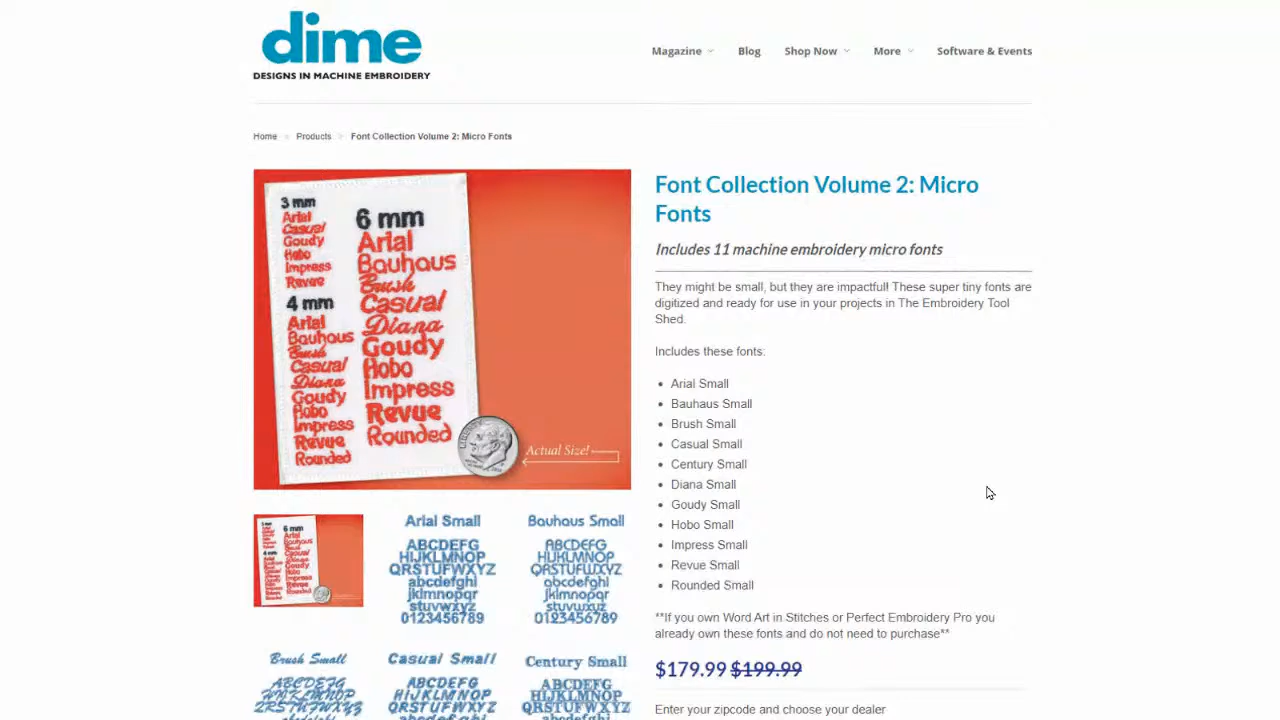 dime
DESIGNS IN MACHINE EMBROIDERY
Magazine
Blog
Shop Now
More
Software & Events
Home
Products
Font Collection Volume 2: Micro Fonts
3 mm
Arial
Casual
Goudy
Hobo
Impress
Revue
4 mm
Arial
Bauhaus
Brush
Casual
Diana
Goudy
Hobo
Impress
Revue
Rounded
6 mm
Arial
Bauhaus
Brush
Casual
Diana
Goudy
Hobo
Impress
Revue
Rounded
Actual Size!
Font Collection Volume 2: Micro
Fonts
Includes 11 machine embroidery micro fonts
They might be small, but they are impactful! These super tiny fonts are
digitized and ready for use in your projects in The Embroidery Tool
Shed.
Includes these fonts:
• Arial Small
• Bauhaus Small
• Brush Small
• Casual Small
• Century Small
• Diana Small
• Goudy Small
• Hobo Small
• Impress Small
• Revue Small
• Rounded Small
**If you own Word Art in Stitches or Perfect Embroidery Pro you
already own these fonts and do not need to purchase**
$179.99 $199.99
Enter your zipcode and choose your dealer
Arial Small
ABCDEFG
HIJKLMNOP
QRSTUFWXYZ
abcdefghI
jklmnopqr
stuvwxyz
0123456789
Bauhaus Small
ABCDEFG
HIJKLMNOP
QRSTUFWXYZ
abcdefghi
jklmnopqr
stuvwxyz
0123456789
Brush Small
ABCDEFG
HIJKLMNOP
2RSTUFWXYZ
Casual Small
ABCDEFG
HIJKLMNOP
QRSTUFWXYZ
Century Small
ABCDEFG
HIJKLMNOP
QRSTUFWXYZ